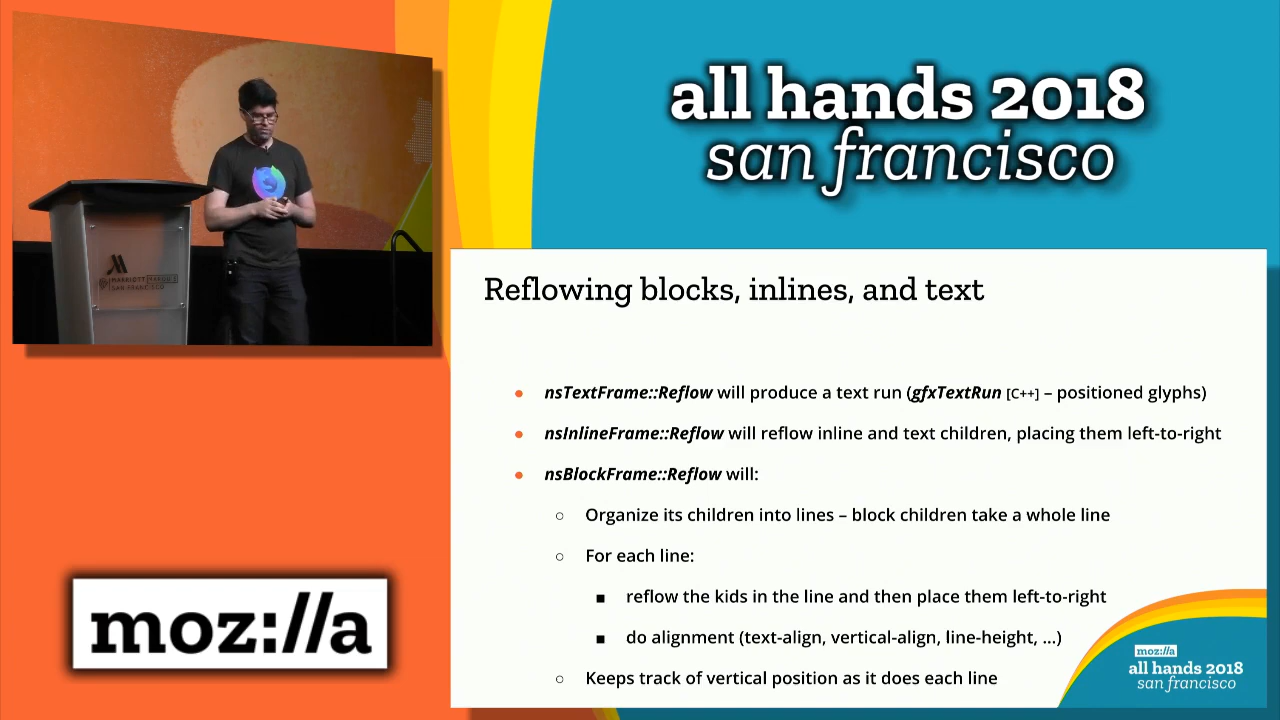 all hands 2018
san francisco
MARRIOTT MARQUIS
SAN FRANCISCO
Reflowing blocks, inlines, and text
● nsTextFrame::Reflow will produce a text run (gfxTextRun [C++] – positioned glyphs)
● nsInlineFrame::Reflow will reflow inline and text children, placing them left-to-right
● nsBlockFrame::Reflow will:
○ Organize its children into lines – block children take a whole line
○ For each line:
■ reflow the kids in the line and then place them left-to-right
■ do alignment (text-align, vertical-align, line-height, ...)
○ Keeps track of vertical position as it does each line
moz://a
moz://a
all hands 2018
san francisco